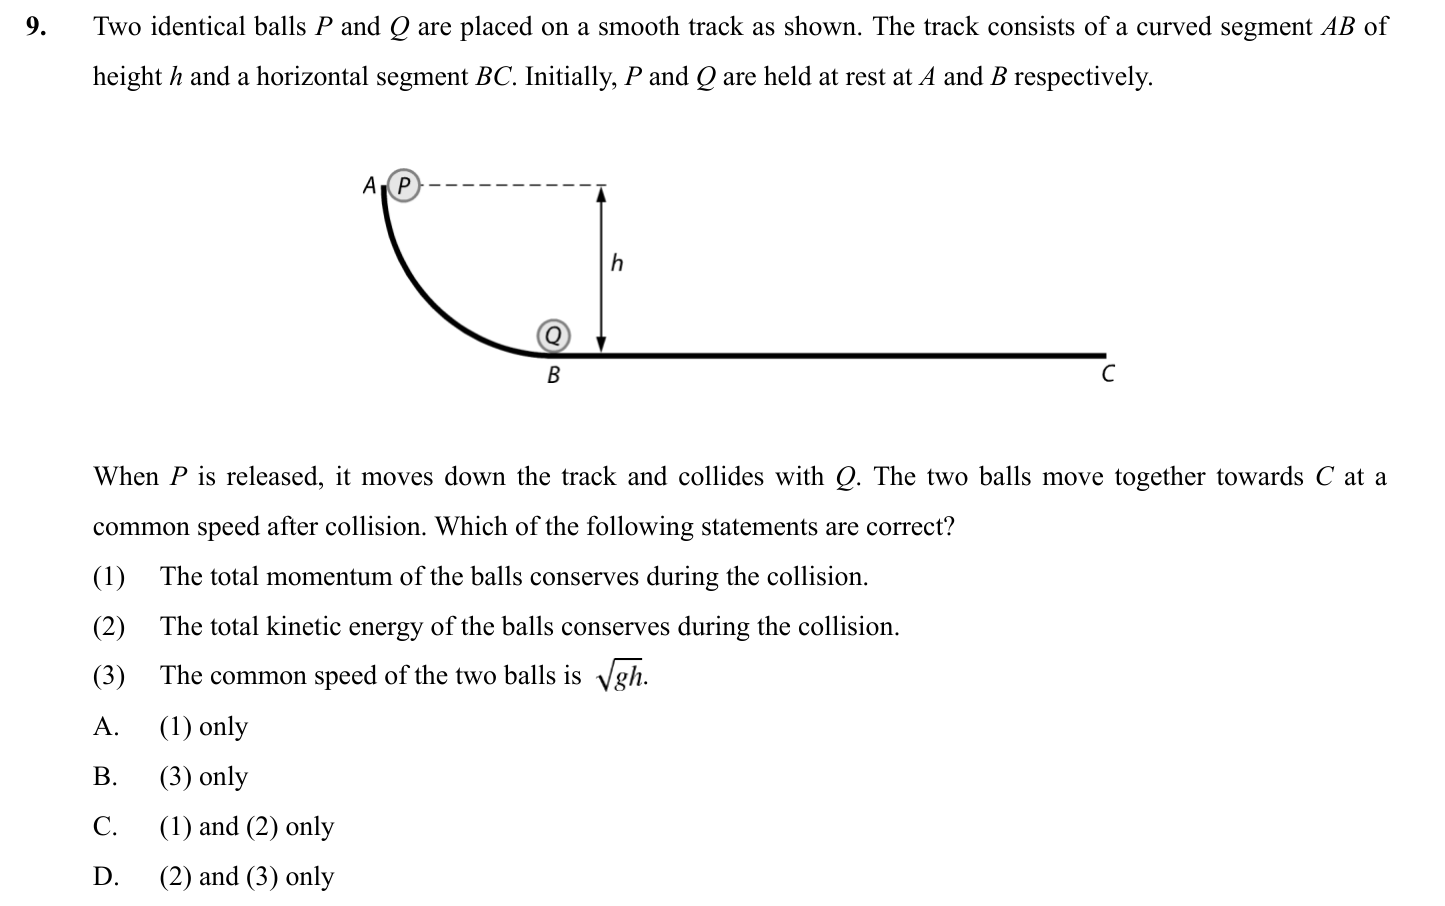 9. Two identical balls P and Q are placed on a smooth track as shown. The track consists of a curved segment AB of
height h and a horizontal segment BC. Initially, P and Q are held at rest at A and B respectively.
A P
h
Q
B
C
When P is released, it moves down the track and collides with Q. The two balls move together towards C at a
common speed after collision. Which of the following statements are correct?
(1) The total momentum of the balls conserves during the collision.
(2) The total kinetic energy of the balls conserves during the collision.
(3) The common speed of the two balls is √gh.
A. (1) only
B. (3) only
C. (1) and (2) only
D. (2) and (3) only